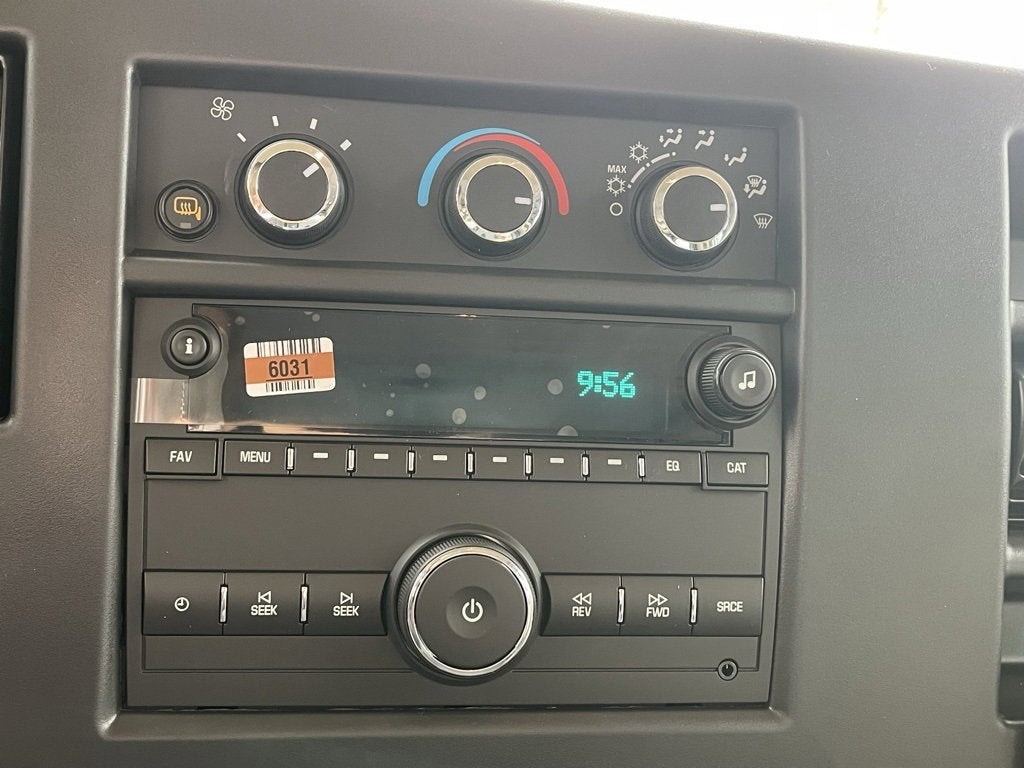 MAX
6031
9:56
i
FAV MENU EQ CAT
SEEK SEEK REV FWD SRCE